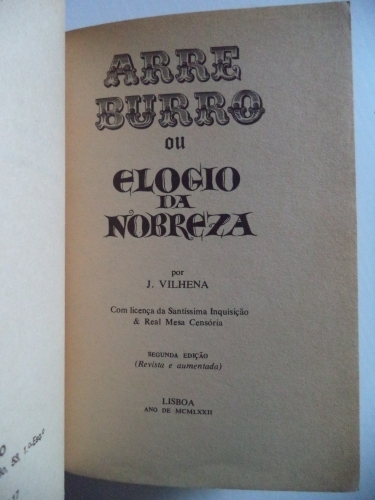 ARRE
BURRO
ou
ELOGIO
DA
NOBREZA
por
J. VILHENA
Com licença da Santíssima Inquisição
& Real Mesa Censória
SEGUNDA EDIÇÃO
(Revista e aumentada)
LISBOA
ANO DE MCMLXXII